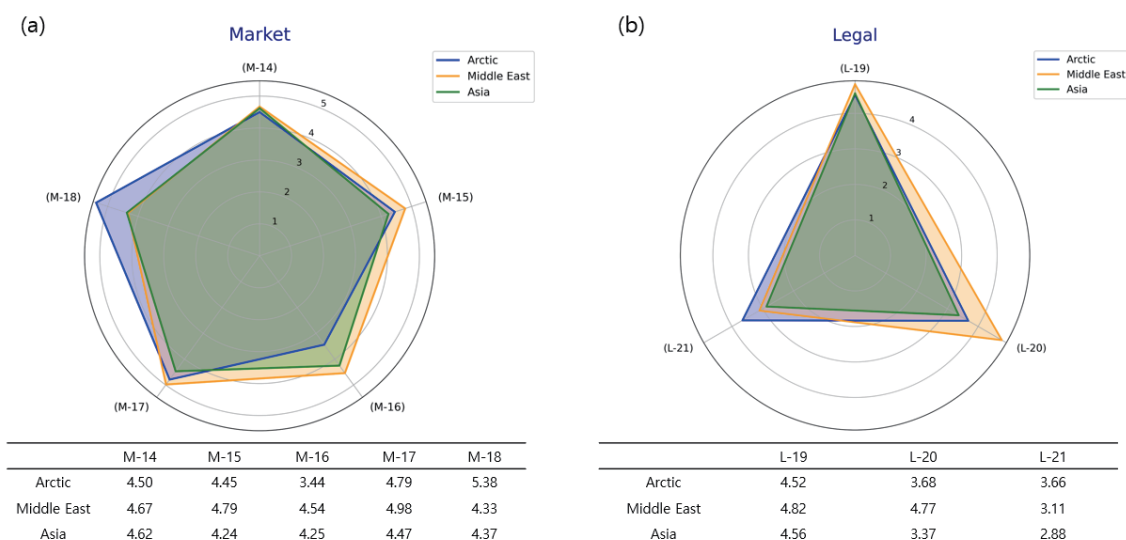 (a)
Market
Arctic
Middle East
Asia
(M-14)
(M-15)
(M-16)
(M-17)
(M-18)
5
4
3
2
1
M-14 M-15 M-16 M-17 M-18
Arctic 4.50 4.45 3.44 4.79 5.38
Middle East 4.67 4.79 4.54 4.98 4.33
Asia 4.62 4.24 4.25 4.47 4.37
(b)
Legal
Arctic
Middle East
Asia
(L-19)
(L-20)
(L-21)
4
3
2
1
L-19 L-20 L-21
Arctic 4.52 3.68 3.66
Middle East 4.82 4.77 3.11
Asia 4.56 3.37 2.88